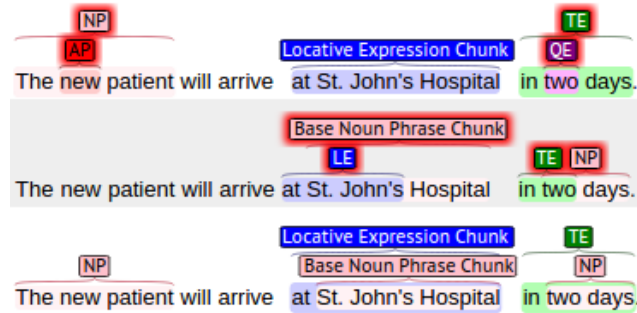 NP TE
AP Locative Expression Chunk QE
The new patient will arrive at St. John's Hospital in two days.
Base Noun Phrase Chunk
LE TE NP
The new patient will arrive at St. John's Hospital in two days.
Locative Expression Chunk TE
NP Base Noun Phrase Chunk NP
The new patient will arrive at St. John's Hospital in two days.